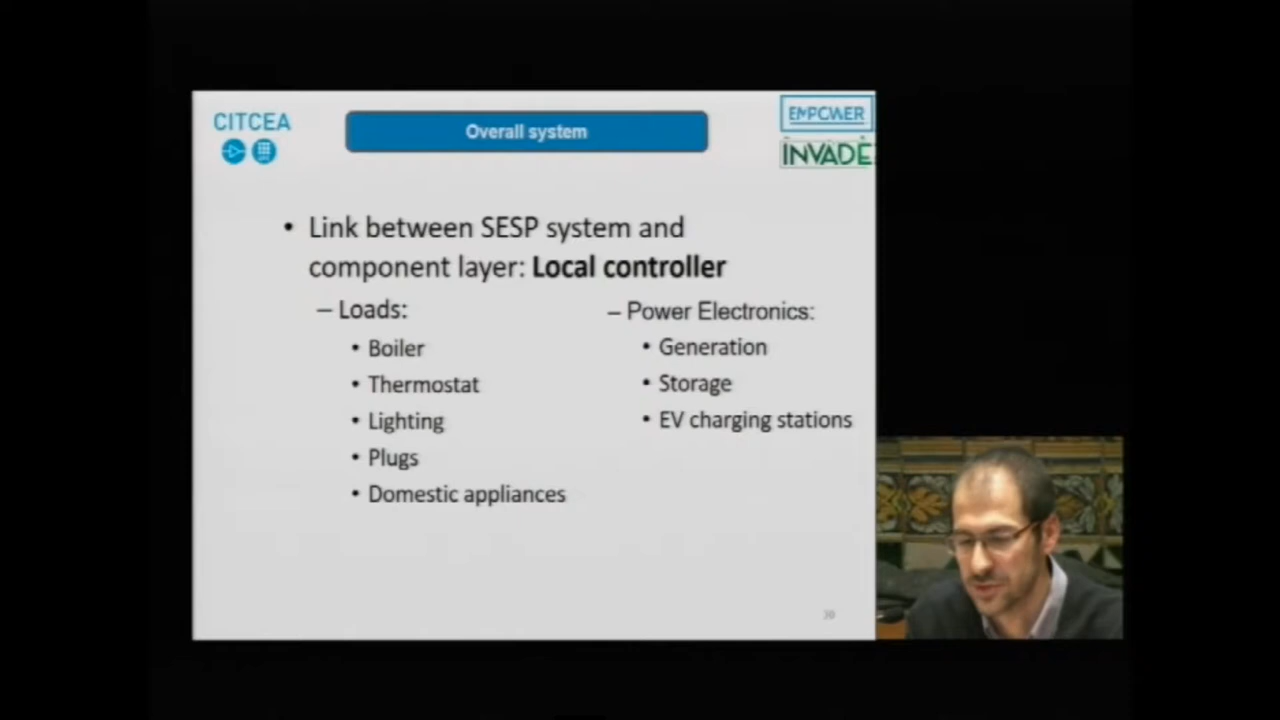 CITCEA
Overall system
EMPOWER
INVADE
• Link between SESP system and
component layer: Local controller
– Loads:
• Boiler
• Thermostat
• Lighting
• Plugs
• Domestic appliances
– Power Electronics:
• Generation
• Storage
• EV charging stations